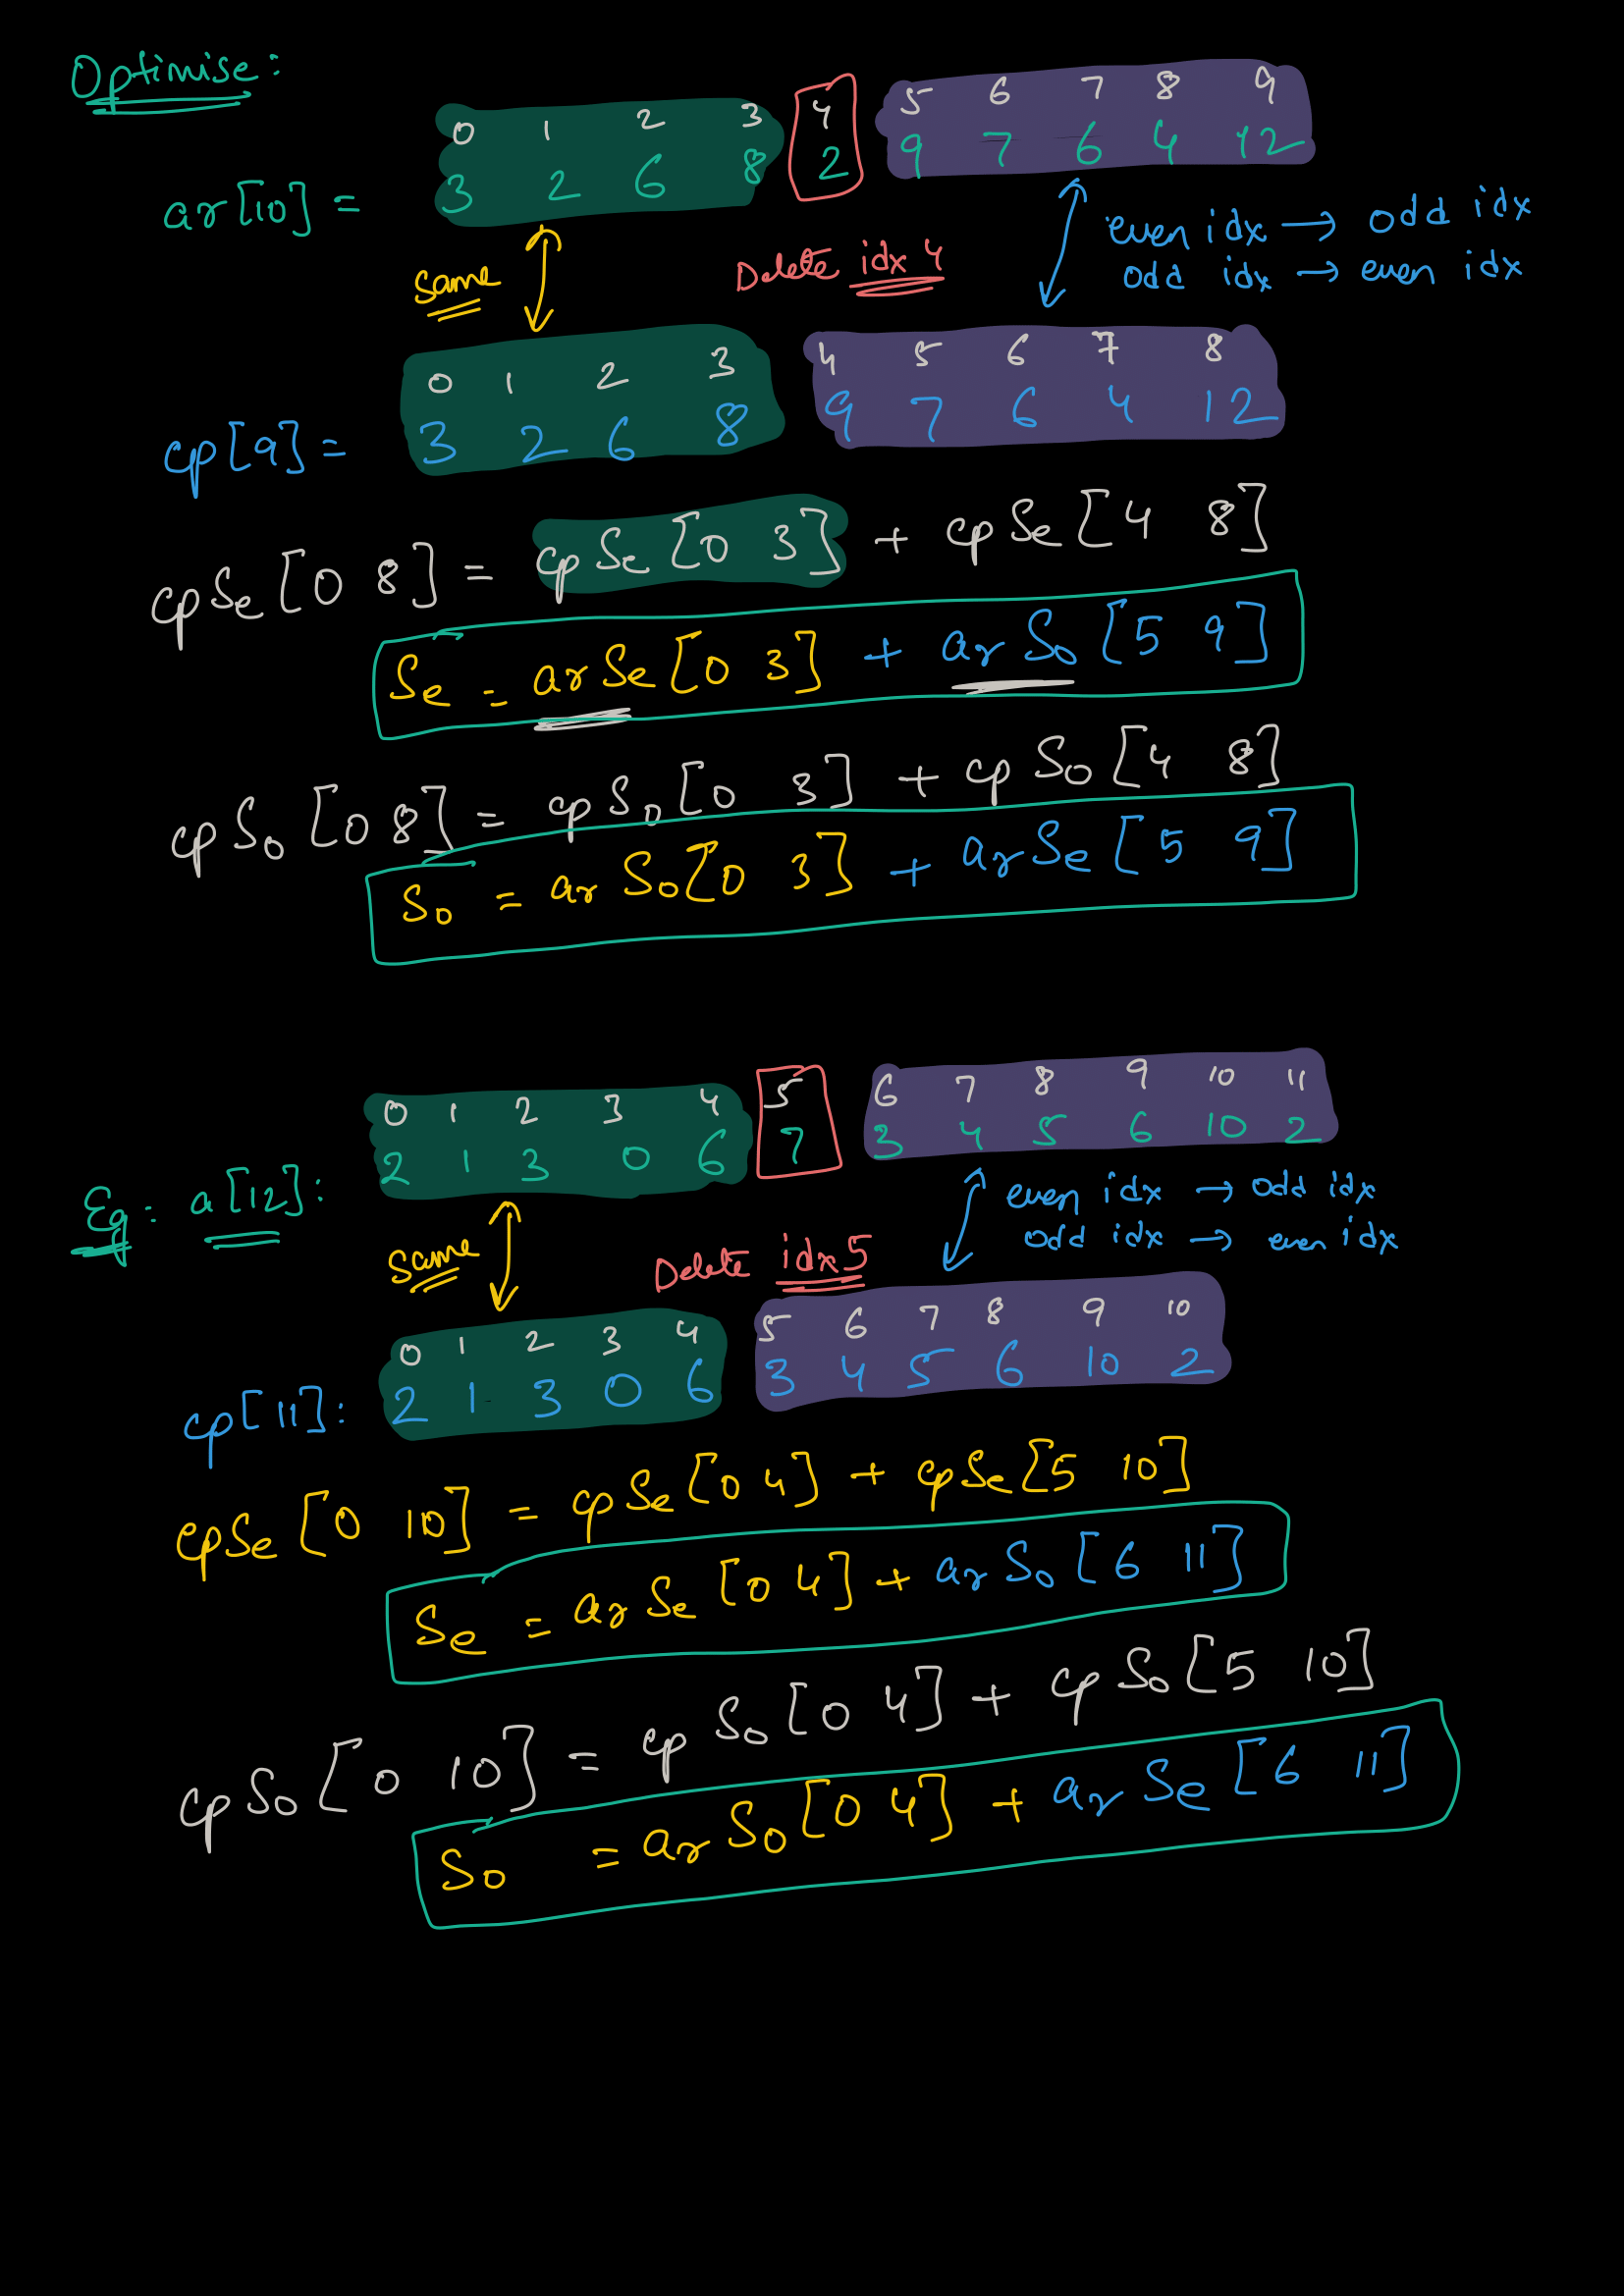 Optimise:
0 1 2 3 4 5 6 7 8 9
ar[10] = 3 2 6 8 2 9 7 6 4 12
same
Delete idx 4
even idx → odd idx
odd idx → even idx
0 1 2 3 4 5 6 7 8
cp[9] = 3 2 6 8 9 7 6 4 12
cpSe[0 8] = cpSe[0 3] + cpSe[4 8]
Se = arSe[0 3] + arSo[5 9]
cpSo[0 8] = cpSo[0 3] + cpSo[4 8]
So = arSo[0 3] + arSe[5 9]
0 1 2 3 4 5 6 7 8 9 10 11
Eg: a[12]: 2 1 3 0 6 7 3 4 5 6 10 2
same
Delete idx5
even idx → odd idx
odd idx → even idx
0 1 2 3 4 5 6 7 8 9 10
cp[11]: 2 1 3 0 6 3 4 5 6 10 2
cpSe[0 10] = cpSe[0 4] + cpSe[5 10]
Se = arSe[0 4] + arSo[6 11]
cpSo[0 10] = cpSo[0 4] + cpSo[5 10]
So = arSo[0 4] + arSe[6 11]